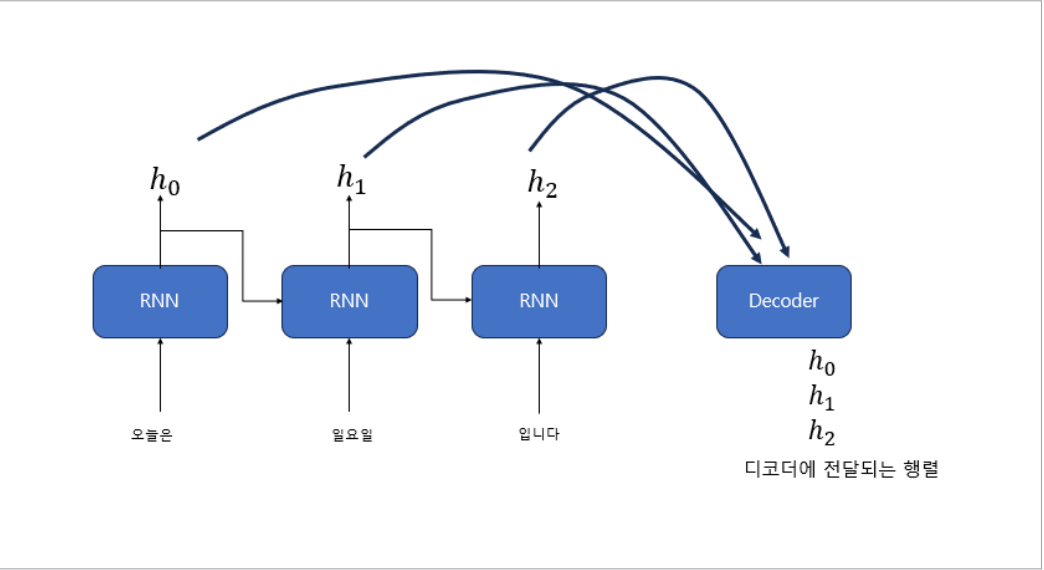 h₀
h₁
h₂
RNN
RNN
RNN
Decoder
h₀
h₁
h₂
오늘은
일요일
입니다
디코더에 전달되는 행렬